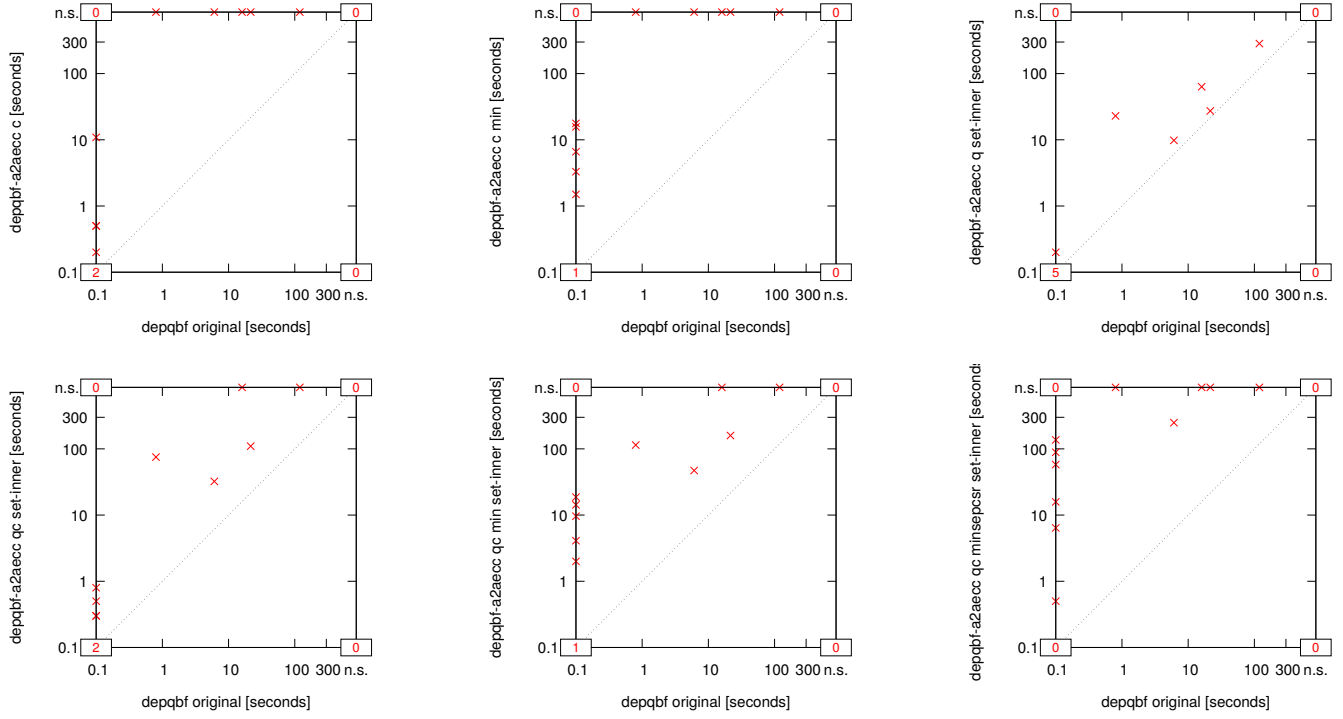 n.s. 0 0
300
100
10
1
0.1 2 0
0.1 1 10 100 300 n.s.
depqbf original [seconds]
depqbf-a2aecc c [seconds]
n.s. 0 0
300
100
10
1
0.1 1 0
0.1 1 10 100 300 n.s.
depqbf original [seconds]
depqbf-a2aecc c min [seconds]
n.s. 0 0
300
100
10
1
0.1 5 0
0.1 1 10 100 300 n.s.
depqbf original [seconds]
depqbf-a2aecc q set-inner [seconds]
n.s. 0 0
300
100
10
1
0.1 2 0
0.1 1 10 100 300 n.s.
depqbf original [seconds]
depqbf-a2aecc qc set-inner [seconds]
n.s. 0 0
300
100
10
1
0.1 1 0
0.1 1 10 100 300 n.s.
depqbf original [seconds]
depqbf-a2aecc qc min set-inner [seconds]
n.s. 0 0
300
100
10
1
0.1 0 0
0.1 1 10 100 300 n.s.
depqbf original [seconds]
depqbf-a2aecc qc minsepcsr set-inner [second